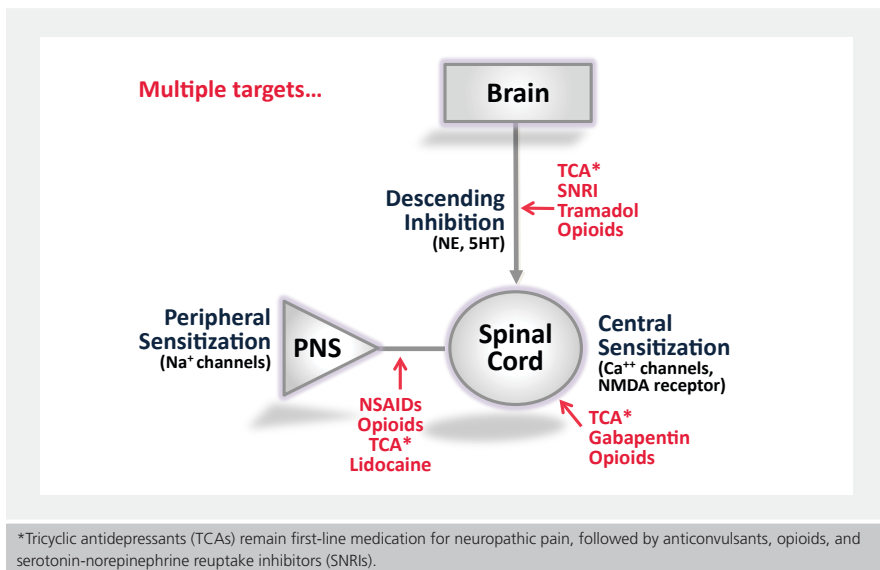 Multiple targets...
Brain
TCA*
SNRI
Tramadol
Opioids
Descending
Inhibition
(NE, 5HT)
Peripheral
Sensitization
(Na⁺ channels)
PNS
Spinal
Cord
Central
Sensitization
(Ca⁺⁺ channels,
NMDA receptor)
NSAIDs
Opioids
TCA*
Lidocaine
TCA*
Gabapentin
Opioids
*Tricyclic antidepressants (TCAs) remain first-line medication for neuropathic pain, followed by anticonvulsants, opioids, and
serotonin-norepinephrine reuptake inhibitors (SNRIs).